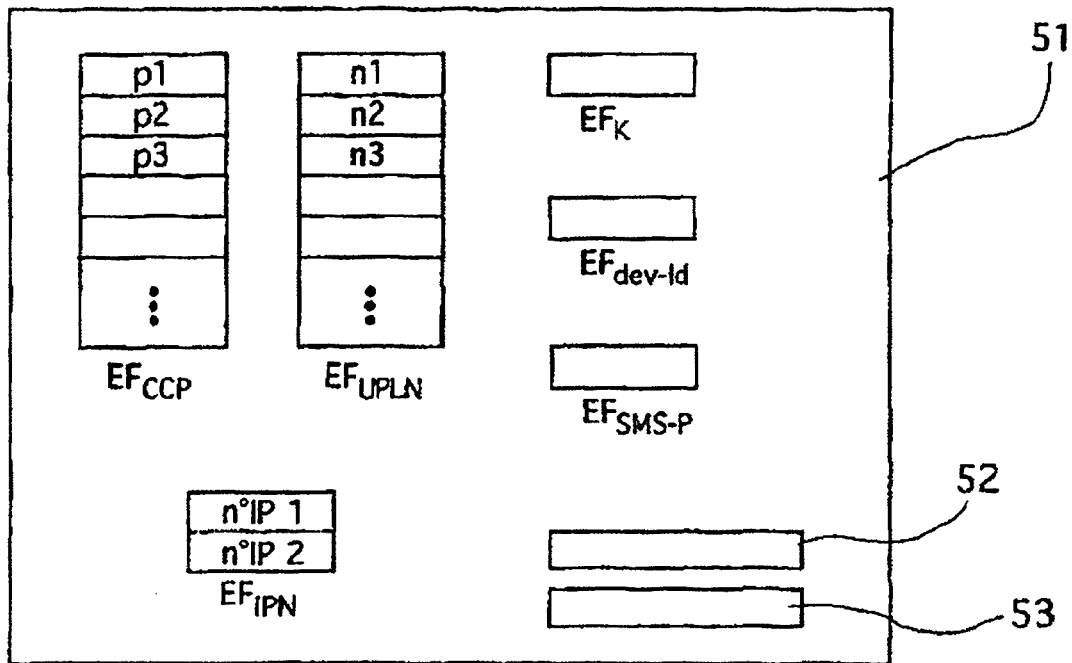 p1
p2
p3
EF_CCP
n1
n2
n3
EF_UPLN
EF_K
EF_dev-Id
EF_SMS-P
n°IP 1
n°IP 2
EF_IPN
51
52
53